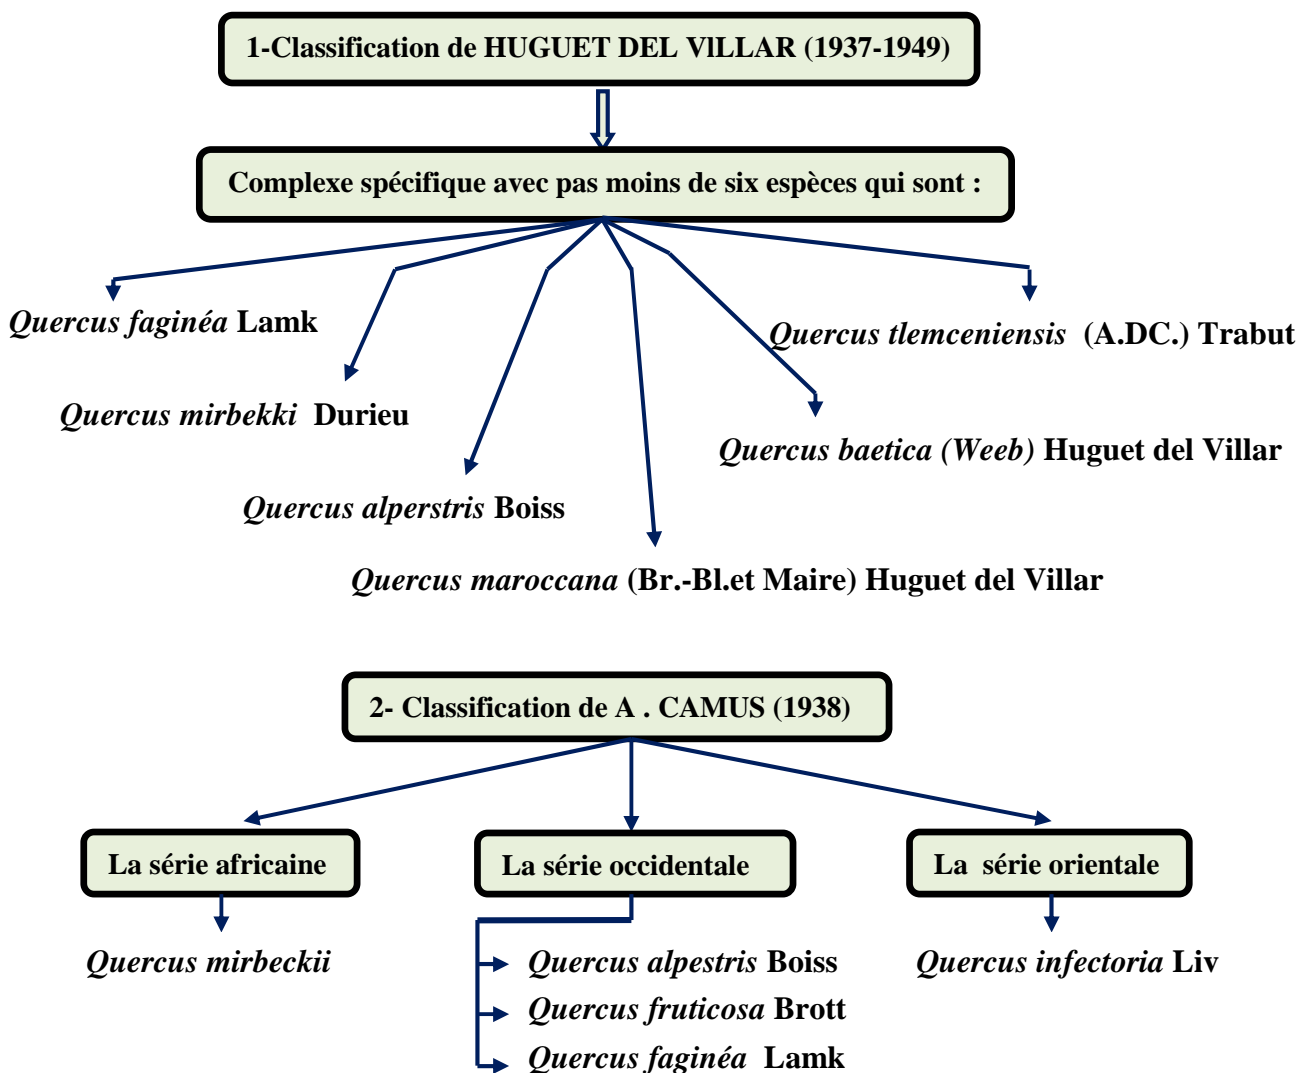 1-Classification de HUGUET DEL VILLAR (1937-1949)
Complexe spécifique avec pas moins de six espèces qui sont :
Quercus faginéa Lamk
Quercus tlemceniensis (A.DC.) Trabut
Quercus mirbekki Durieu
Quercus baetica (Weeb) Huguet del Villar
Quercus alperstris Boiss
Quercus maroccana (Br.-Bl.et Maire) Huguet del Villar
2- Classification de A . CAMUS (1938)
La série africaine
La série occidentale
La série orientale
Quercus mirbeckii
Quercus alpestris Boiss
Quercus infectoria Liv
Quercus fruticosa Brott
Quercus faginéa Lamk